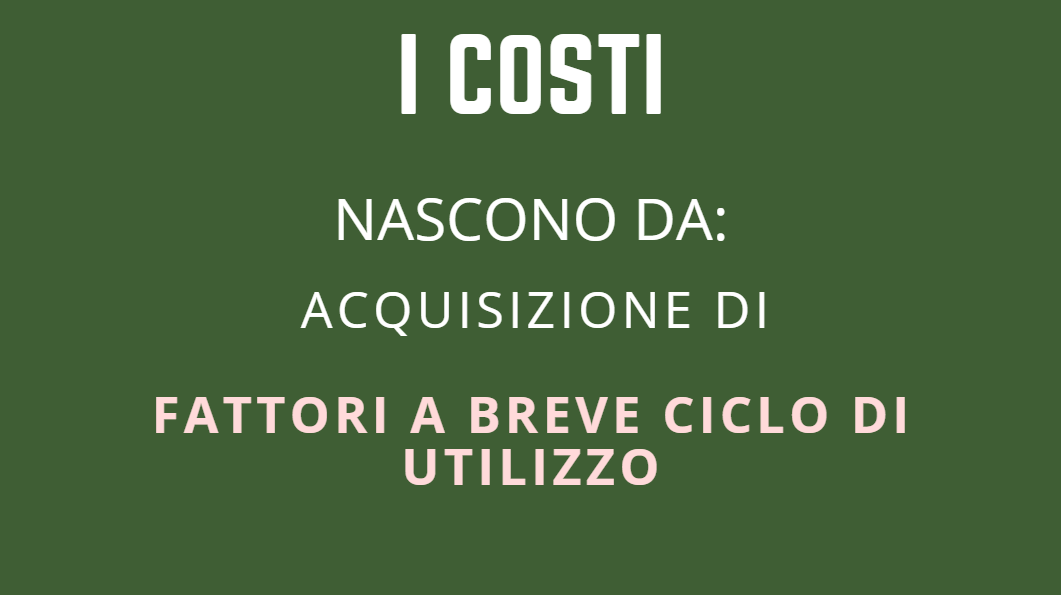 I COSTI
NASCONO DA:
ACQUISIZIONE DI
FATTORI A BREVE CICLO DI
UTILIZZO